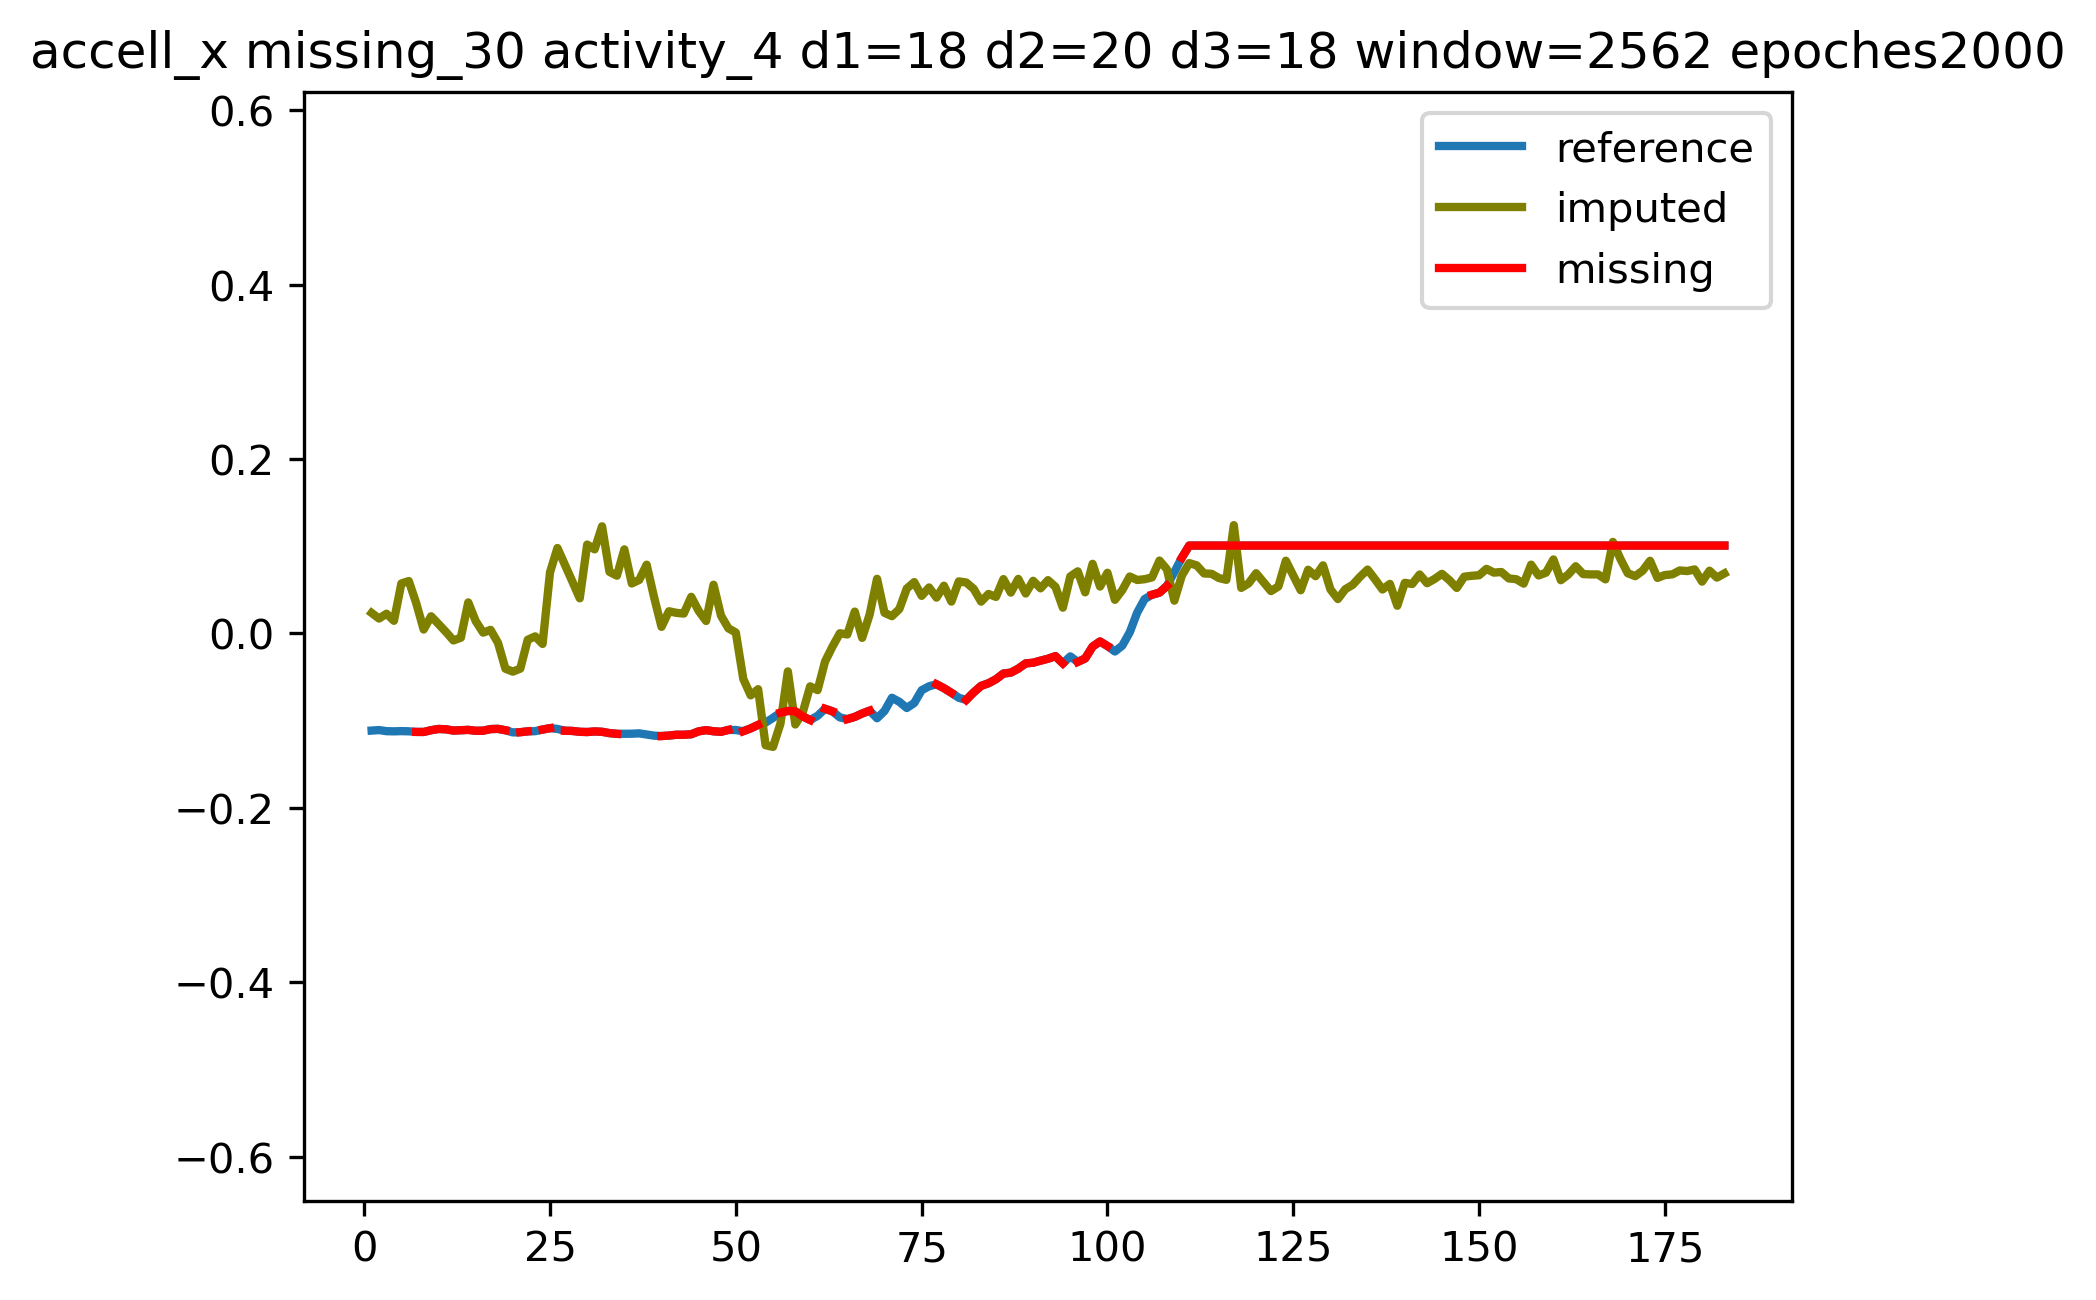 accell_x missing_30 activity_4 d1=18 d2=20 d3=18 window=2562 epoches2000
0.6
0.4
0.2
0.0
−0.2
−0.4
−0.6
reference
imputed
missing
0 25 50 75 100 125 150 175